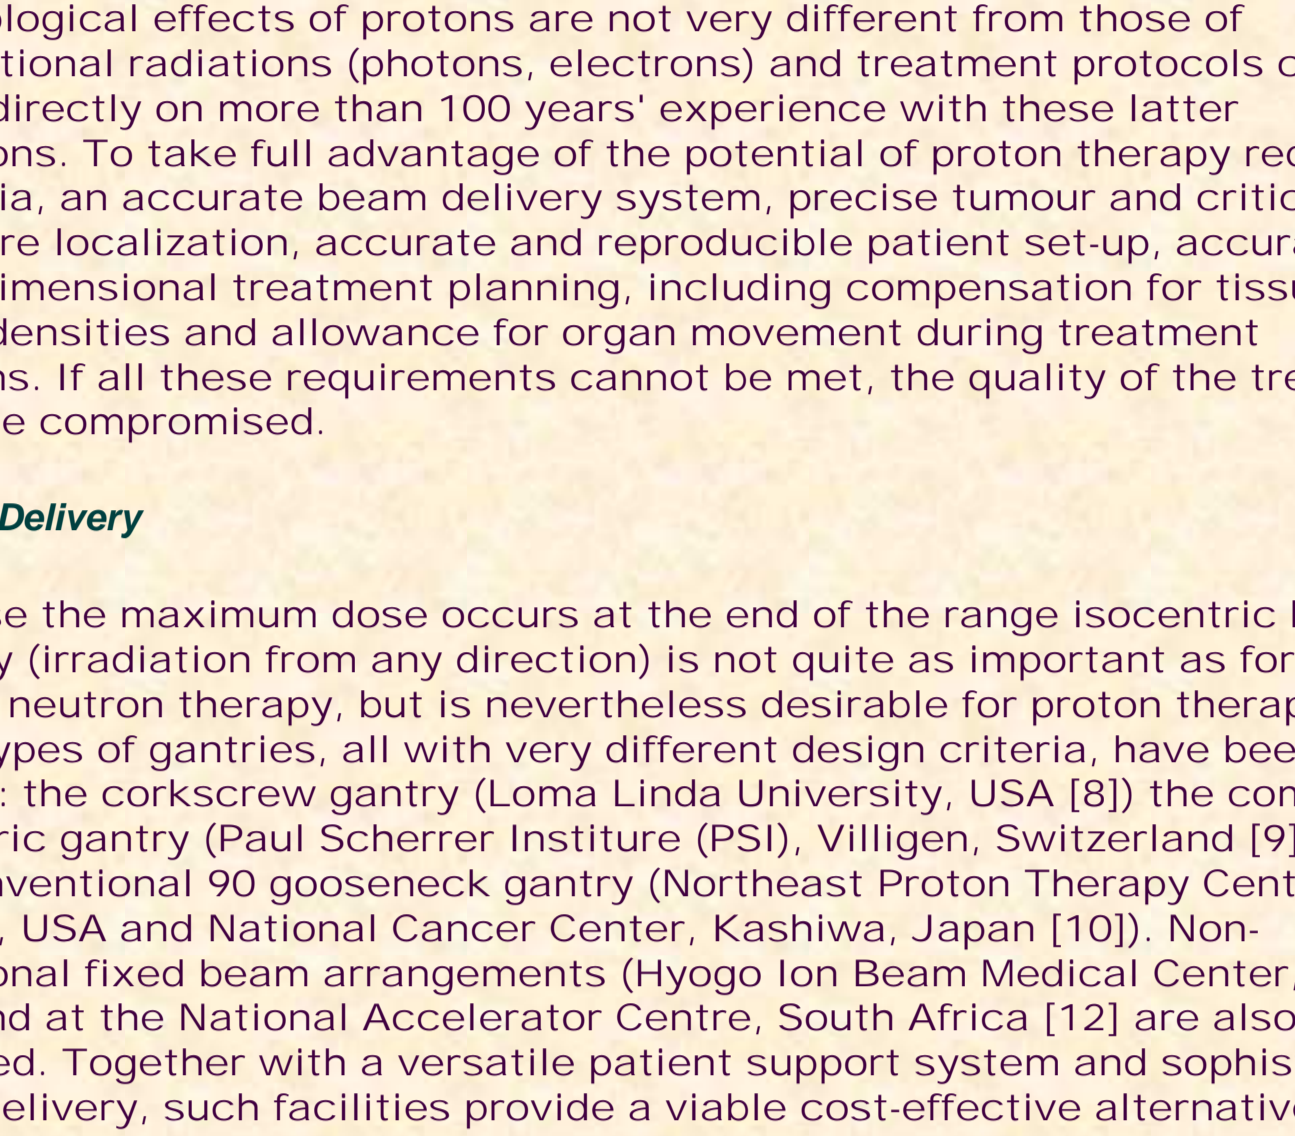 ological effects of protons are not very different from those of
tional radiations (photons, electrons) and treatment protocols
directly on more than 100 years' experience with these latter
ons. To take full advantage of the potential of proton therapy
ia, an accurate beam delivery system, precise tumour and critic
re localization, accurate and reproducible patient set-up, accur
imensional treatment planning, including compensation for tissu
densities and allowance for organ movement during treatment
ns. If all these requirements cannot be met, the quality of the tre
e compromised.
Delivery
se the maximum dose occurs at the end of the range isocentric
y (irradiation from any direction) is not quite as important as for
neutron therapy, but is nevertheless desirable for proton therap
ypes of gantries, all with very different design criteria, have bee
: the corkscrew gantry (Loma Linda University, USA [8]) the con
ric gantry (Paul Scherrer Institure (PSI), Villigen, Switzerland [9]
nventional 90 gooseneck gantry (Northeast Proton Therapy Cent
, USA and National Cancer Center, Kashiwa, Japan [10]). Non-
onal fixed beam arrangements (Hyogo Ion Beam Medical Center,
nd at the National Accelerator Centre, South Africa [12] are also
ed. Together with a versatile patient support system and sophis
elivery, such facilities provide a viable cost-effective alternativ